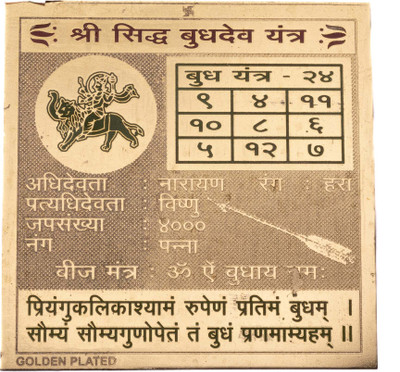 श्री सिद्ध बुधदेव यंत्र
बुध यंत्र - २४
९ ४ ११
१० ८ ६
५ १२ ७
अधिदेवता : नारायण रंग : हरा
प्रत्यधिदेवता : विष्णु
जपसंख्या : ४०००
नंग : पन्ना
बीज मंत्र : ॐ ऐं वुधाय नमः
प्रियंगुकलिकाश्यामं रुपेणं प्रतिमं बुधम् ।
सौम्यं सौम्यगुणोपेतं तं बुधं प्रणमाम्यहम् ॥
GOLDEN PLATED